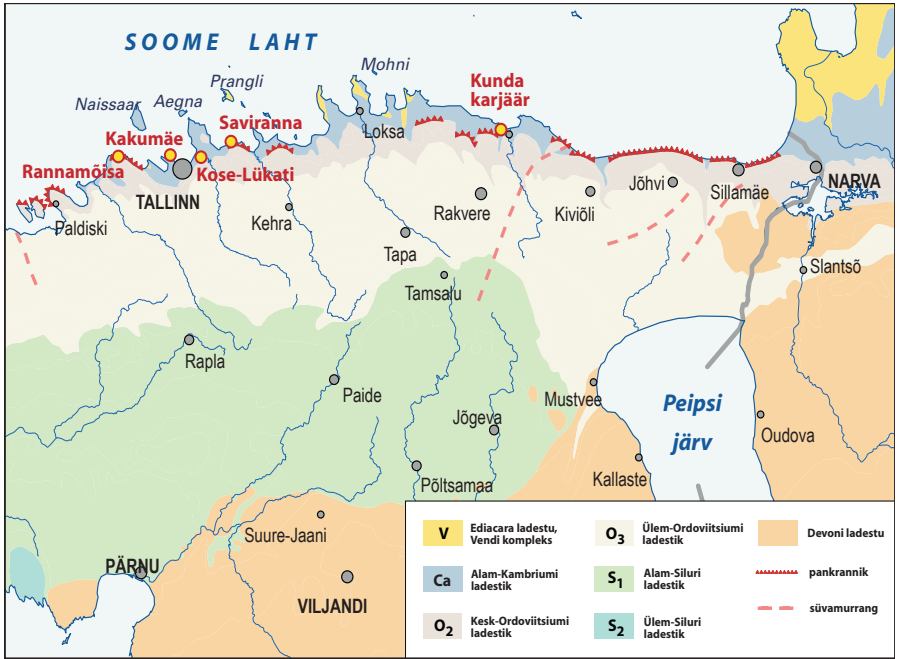 SOOME LAHT
Mohni
Prangli
Aegna
Naissaar
Kunda
karjäär
Saviranna
Kakumäe
Loksa
Rannamõisa
Kose-Lükati
TALLINN
Paldiski
Kehra
Rakvere
Kiviõli
Jõhvi
Sillamäe
NARVA
Tapa
Slantsõ
Tamsalu
Rapla
Paide
Mustvee
Peipsi
järv
Jõgeva
Oudova
Kallaste
Põltsamaa
Suure-Jaani
PÄRNU
VILJANDI
V
Ediacara ladestu,
Vendi kompleks
Ca
Alam-Kambriumi
ladestik
O2
Kesk-Ordoviitsiumi
ladestik
O3
Ülem-Ordoviitsiumi
ladestik
S1
Alam-Siluri
ladestik
S2
Ülem-Siluri
ladestik
Devoni ladestu
pankrannik
süvamurrang